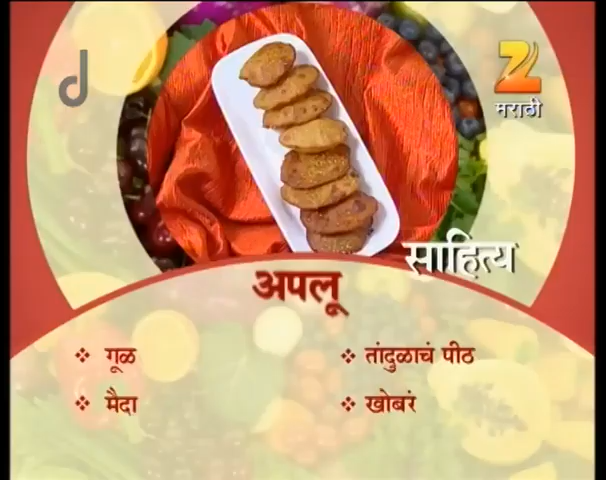 मराठी
साहित्य
अपलू
❖ गूळ
❖ तांदुळाचं पीठ
❖ मैदा
❖ खोबरं